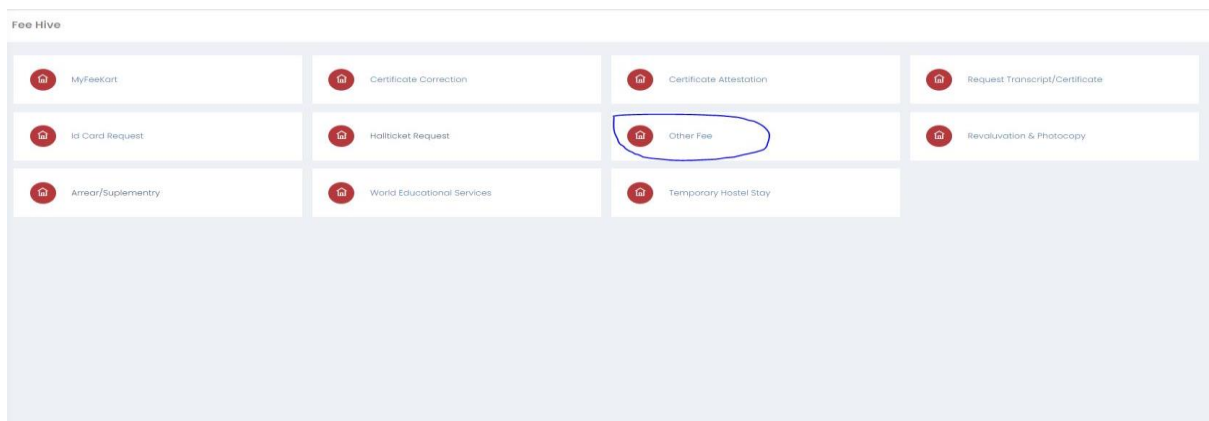 Fee Hive
MyFeeKart
Certificate Correction
Certificate Attestation
Request Transcript/Certificate
Id Card Request
Hallticket Request
Other Fee
Revaluvation & Photocopy
Arrear/Suplementry
World Educational Services
Temporary Hostel Stay